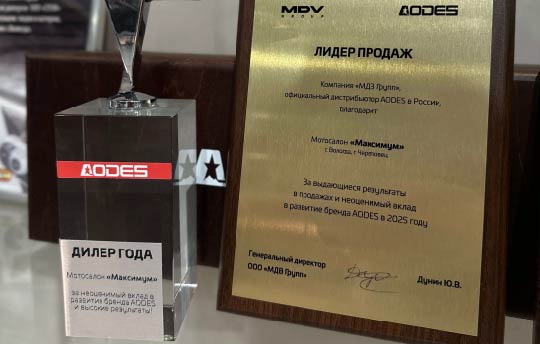 MDV
GROUP
AODES
ЛИДЕР ПРОДАЖ
Компания «МДВ Групп»,
официальный дистрибьютор AODES в России,
благодарит
Мотосалон «Максимум»
г. Вологда, г. Череповец
За выдающиеся результаты
в продажах и неоценимый вклад
в развитие бренда AODES в 2025 году
Генеральный директор
ООО «МДВ Групп»
Дунин Ю.В.
AODES
ДИЛЕР ГОДА
Мотосалон «Максимум»
за неоценимый вклад в
развитие бренда AODES
и высокие результаты!